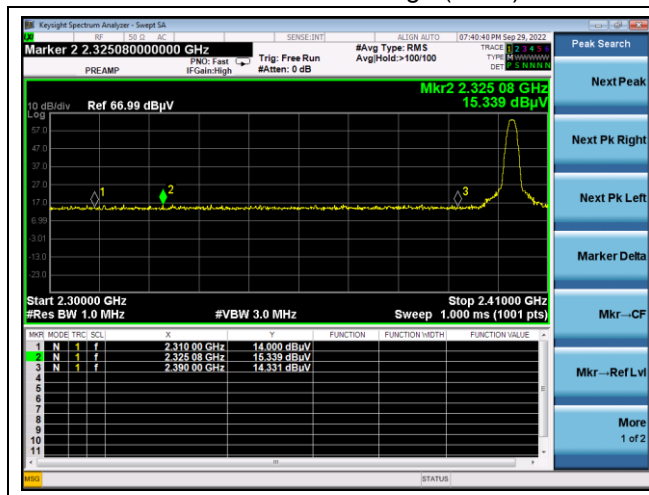 Keysight Spectrum Analyzer - Swept SA
RF 50 Ω AC SENSE:INT ALIGN AUTO 07:40:40 PM Sep 29, 2022
Marker 2 2.325080000000 GHz
PREAMP
PNO: Fast
IFGain:High
Trig: Free Run
#Atten: 0 dB
#Avg Type: RMS
Avg|Hold:>100/100
TRACE 1 2 3 4 5 6
TYPE M W W W W W
DET P S N N N N
Mkr2 2.325 08 GHz
15.339 dBµV
10 dB/div Ref 66.99 dBµV
Log
57.0
47.0
37.0
27.0
17.0
6.99
-3.01
-13.0
-23.0
1
2
3
Start 2.30000 GHz Stop 2.41000 GHz
#Res BW 1.0 MHz #VBW 3.0 MHz Sweep 1.000 ms (1001 pts)
MKR MODE TRC SCL X Y FUNCTION FUNCTION WIDTH FUNCTION VALUE
1 N 1 f 2.310 00 GHz 14.000 dBµV
2 N 1 f 2.325 08 GHz 15.339 dBµV
3 N 1 f 2.390 00 GHz 14.331 dBµV
4
5
6
7
8
9
10
11
MSG STATUS
Peak Search
Next Peak
Next Pk Right
Next Pk Left
Marker Delta
Mkr→CF
Mkr→Ref Lvl
More
1 of 2